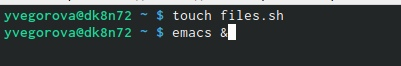 yvegorova@dk8n72 ~ $ touch files.sh
yvegorova@dk8n72 ~ $ emacs &